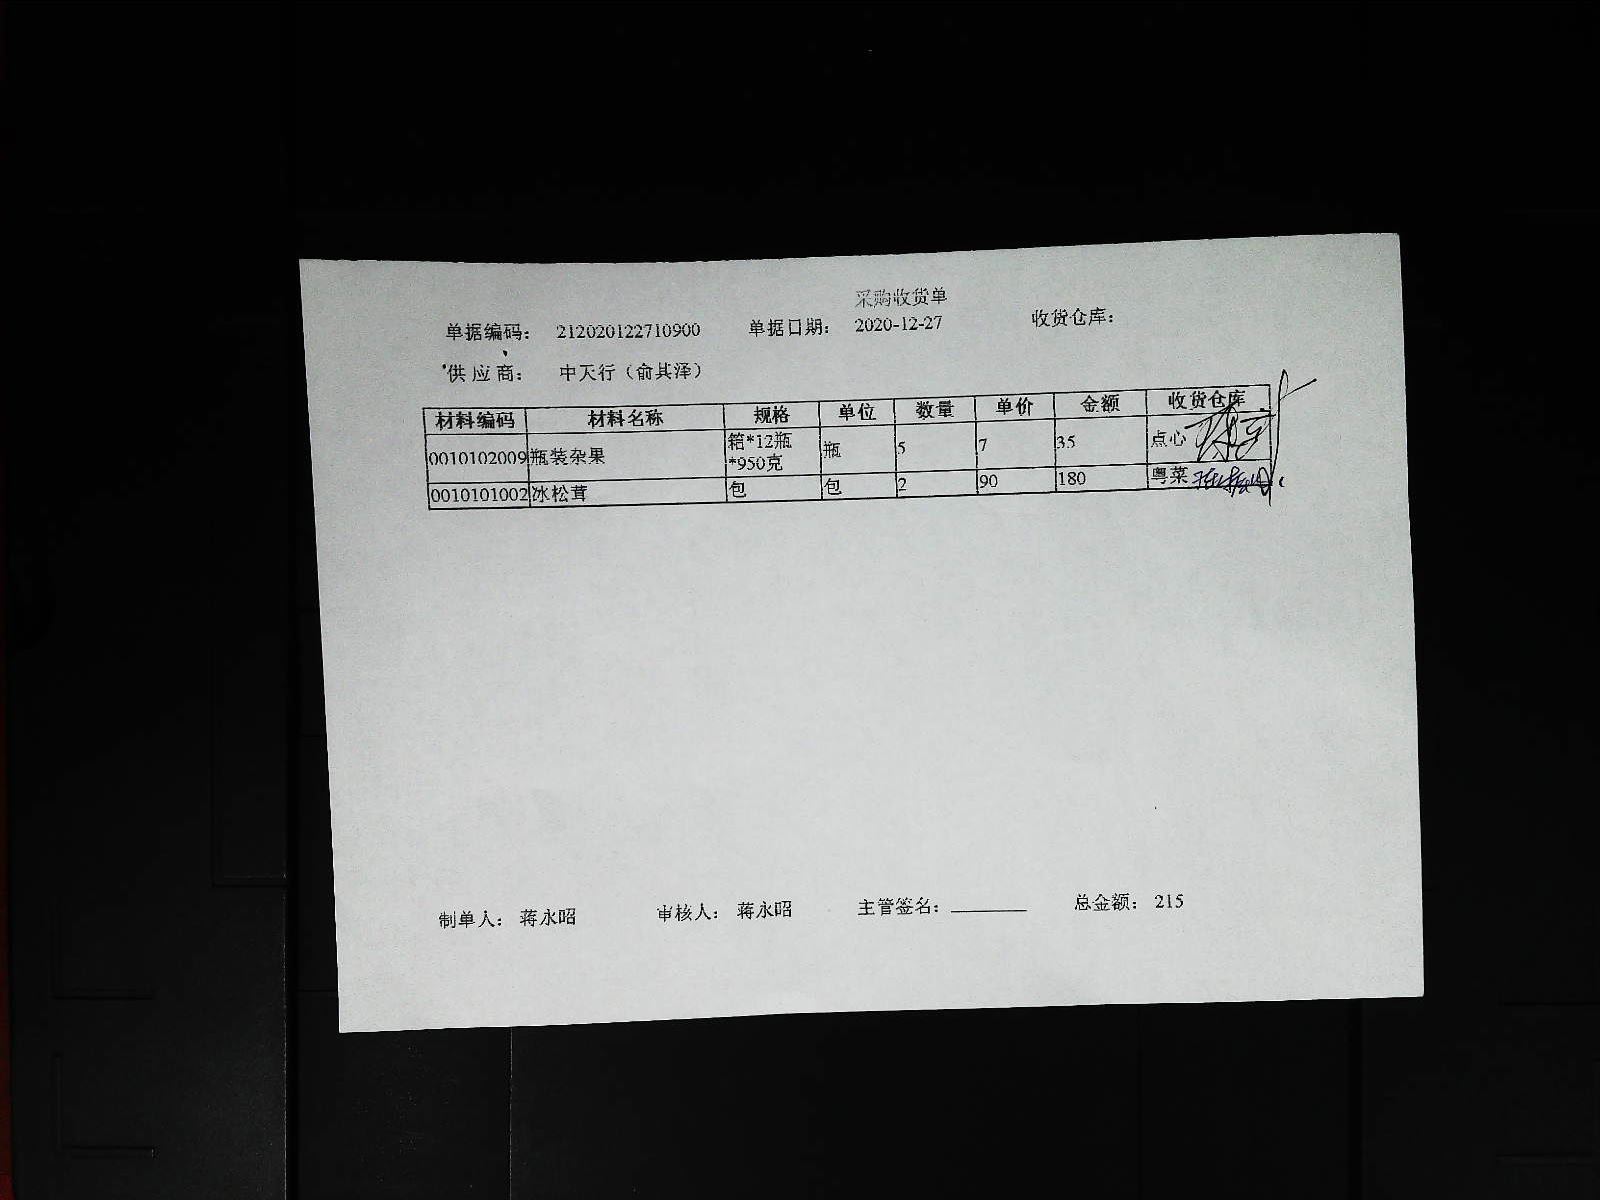 采购收货单
单据编码： 212020122710900 单据日期： 2020-12-27 收货仓库：
供 应 商： 中天行（俞其泽）
材料编码 材料名称 规格 单位 数量 单价 金额 收货仓库
0010102009 瓶装杂果 箱*12瓶*950克 瓶 5 7 35 点心
0010101002 冰松茸 包 包 2 90 180 粤菜
制单人： 蒋永昭 审核人： 蒋永昭 主管签名： 总金额： 215